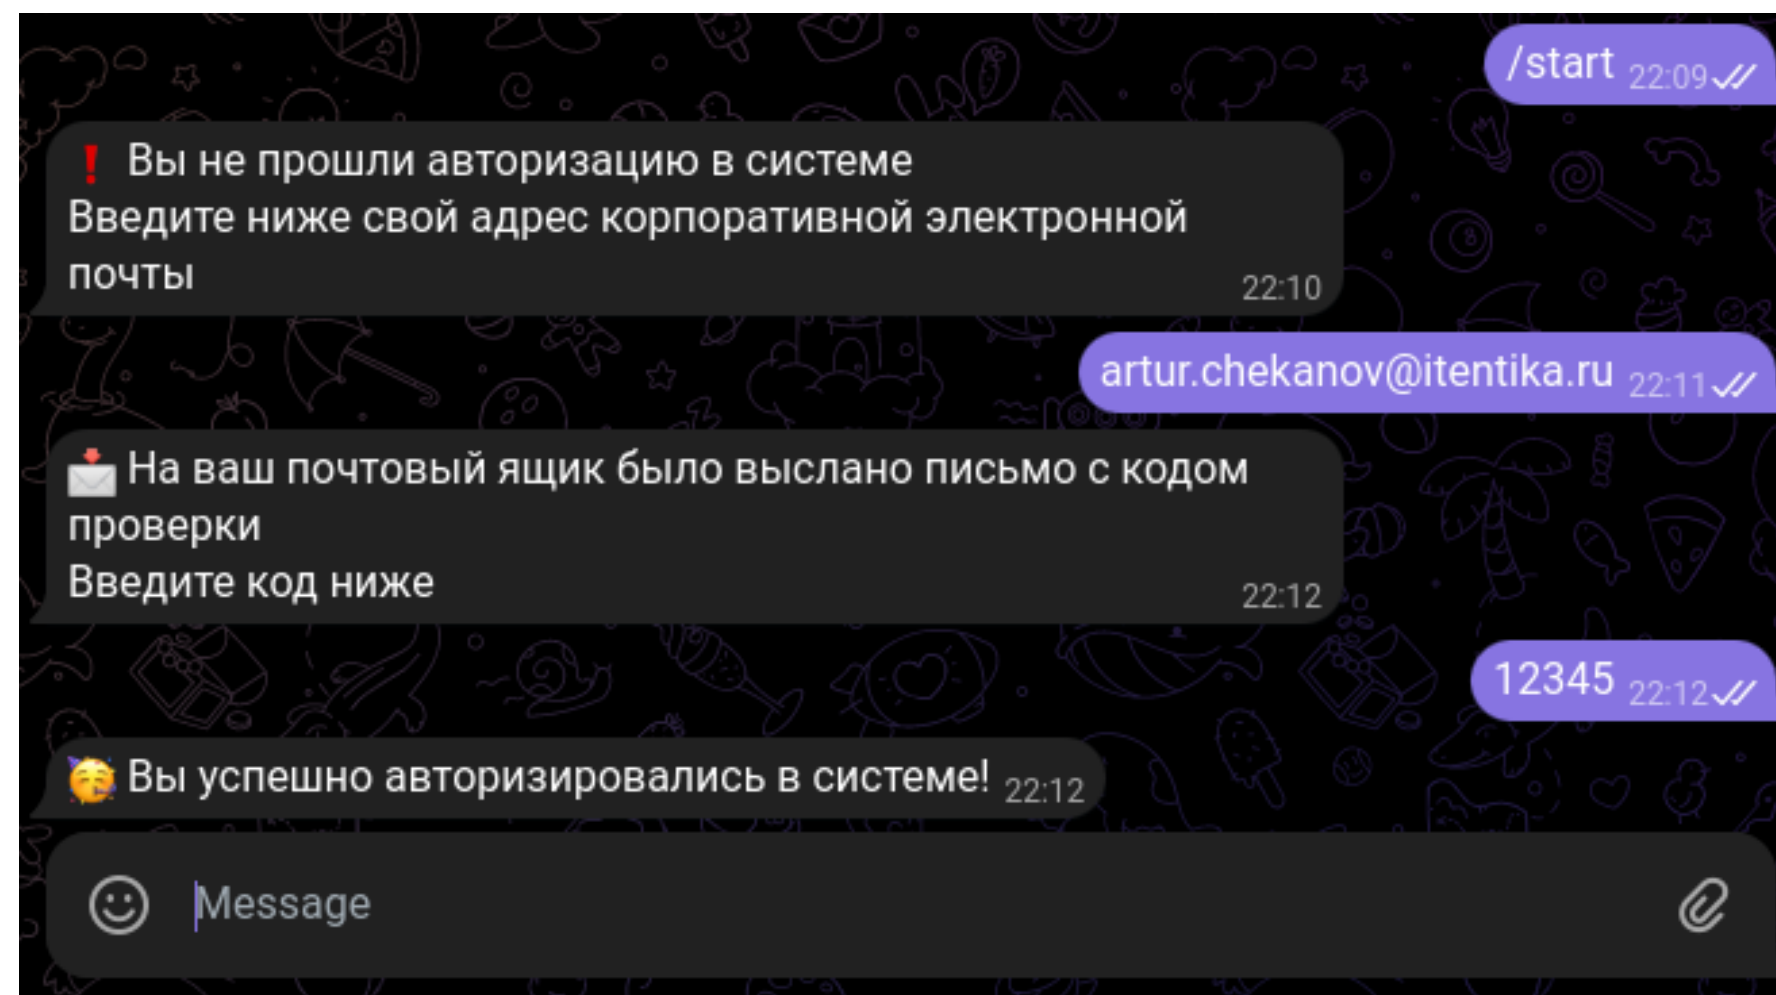 /start 22:09
❗ Вы не прошли авторизацию в системе
Введите ниже свой адрес корпоративной электронной
почты 22:10
artur.chekanov@itentika.ru 22:11
📩 На ваш почтовый ящик было выслано письмо с кодом
проверки
Введите код ниже 22:12
12345 22:12
🥳 Вы успешно авторизировались в системе! 22:12
Message